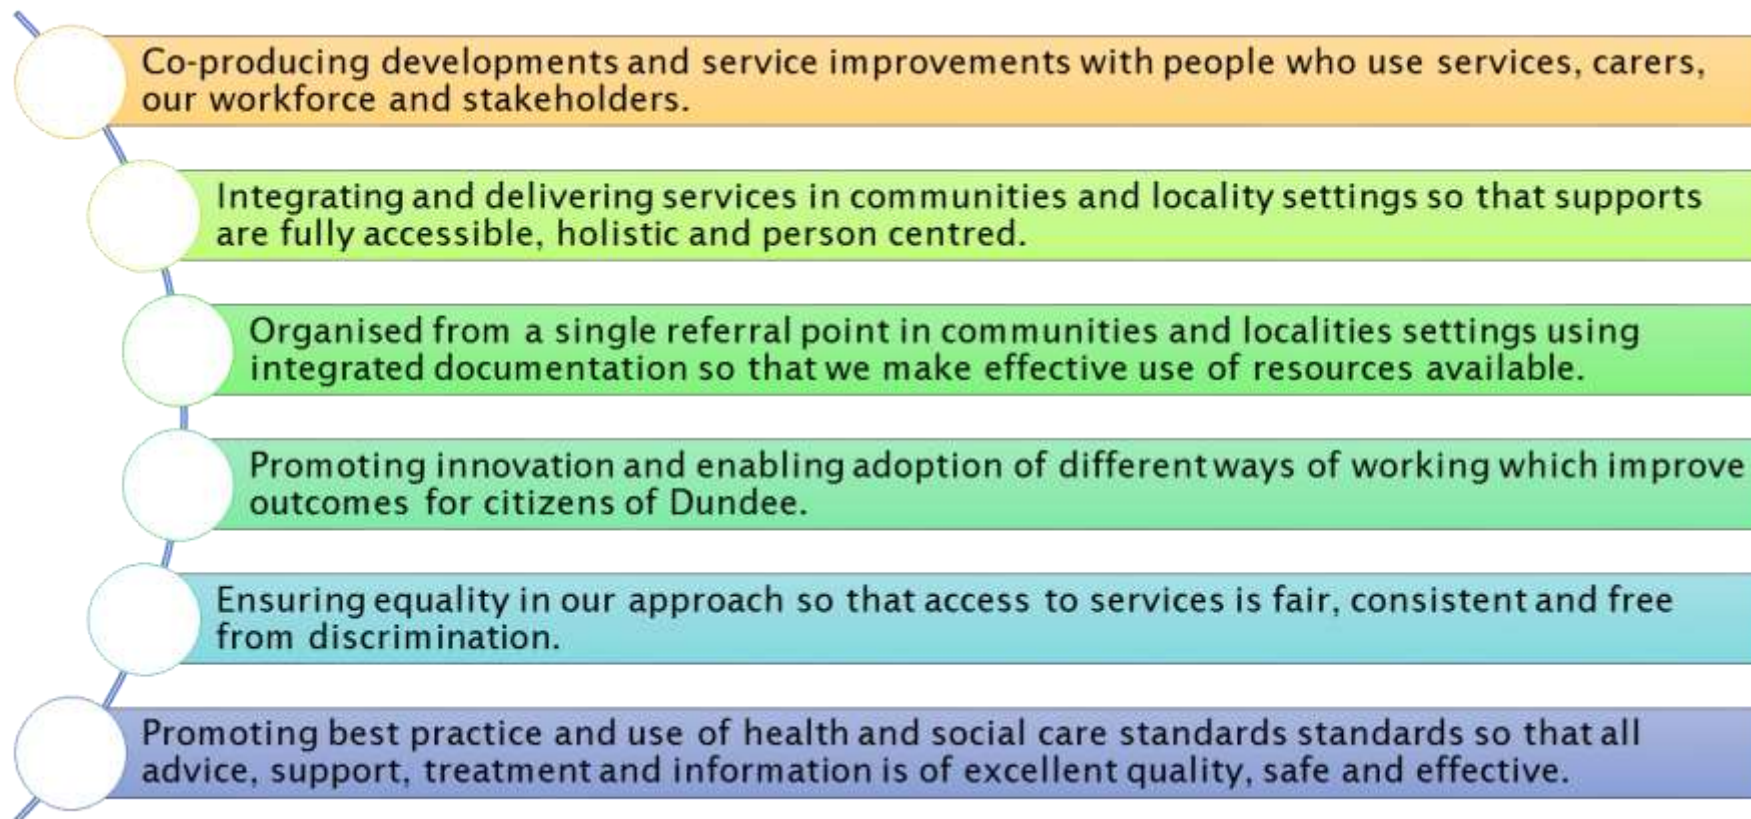 Co-producing developments and service improvements with people who use services, carers,
our workforce and stakeholders.
Integrating and delivering services in communities and locality settings so that supports
are fully accessible, holistic and person centred.
Organised from a single referral point in communities and localities settings using
integrated documentation so that we make effective use of resources available.
Promoting innovation and enabling adoption of different ways of working which improve
outcomes for citizens of Dundee.
Ensuring equality in our approach so that access to services is fair, consistent and free
from discrimination.
Promoting best practice and use of health and social care standards standards so that all
advice, support, treatment and information is of excellent quality, safe and effective.